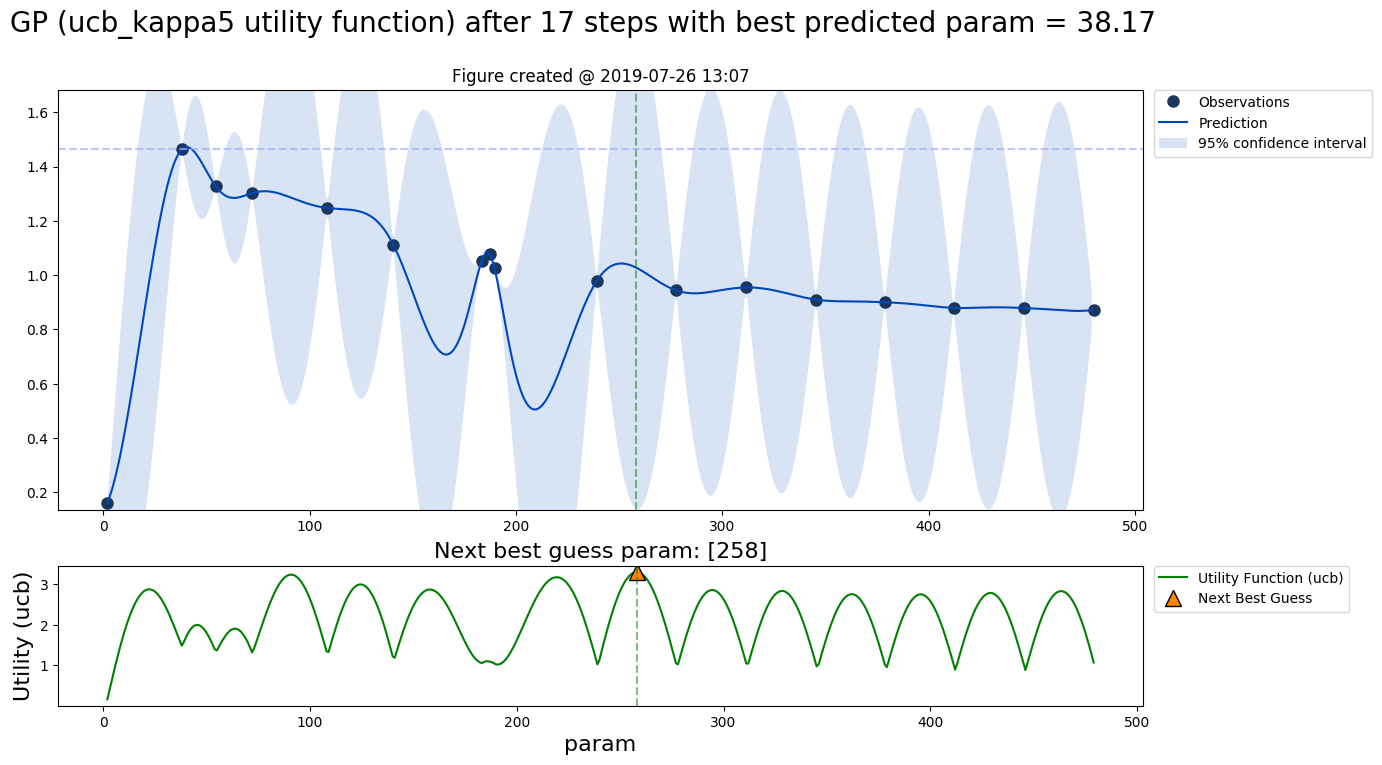 GP (ucb_kappa5 utility function) after 17 steps with best predicted param = 38.17
Figure created @ 2019-07-26 13:07
1.6
1.4
1.2
1.0
0.8
0.6
0.4
0.2
0 100 200 300 400 500
Observations
Prediction
95% confidence interval
Next best guess param: [258]
Utility (ucb)
3
2
1
0 100 200 300 400 500
param
Utility Function (ucb)
Next Best Guess